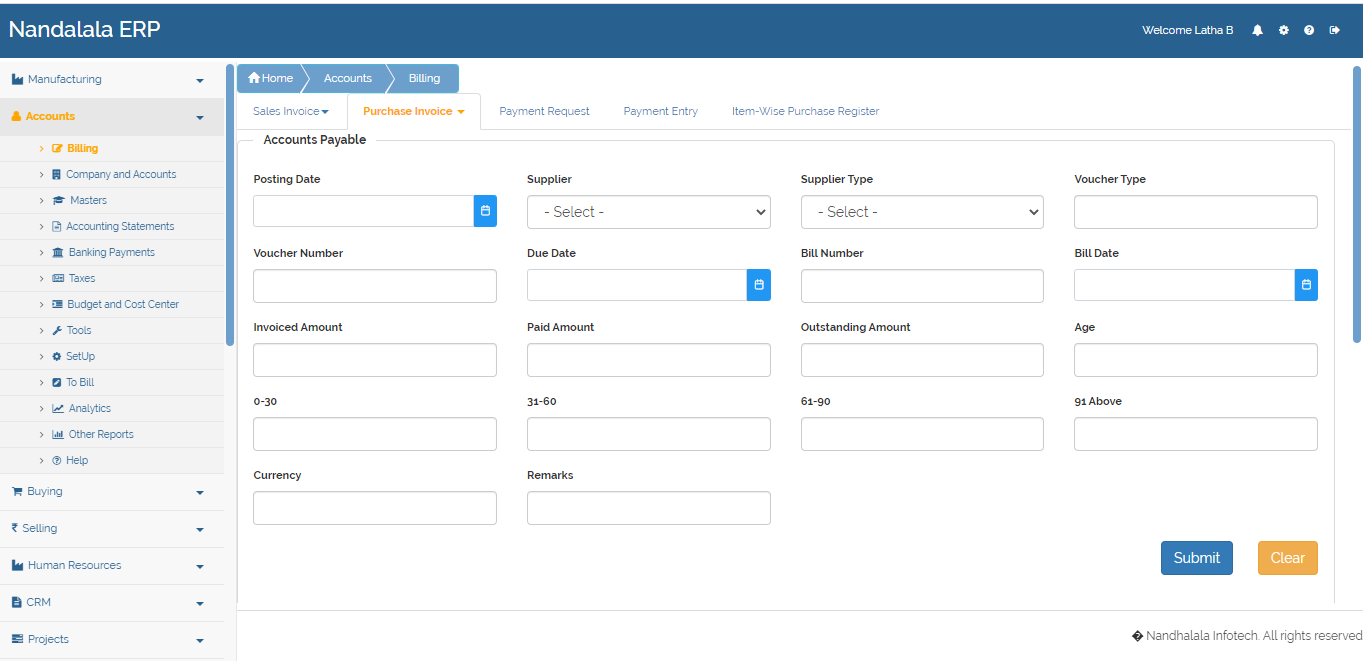 Nandalala ERP
Welcome Latha B
Manufacturing
Accounts
Billing
Company and Accounts
Masters
Accounting Statements
Banking Payments
Taxes
Budget and Cost Center
Tools
SetUp
To Bill
Analytics
Other Reports
Help
Buying
Selling
Human Resources
CRM
Projects
Home Accounts Billing
Sales Invoice Purchase Invoice Payment Request Payment Entry Item-Wise Purchase Register
Accounts Payable
Posting Date Supplier Supplier Type Voucher Type
- Select - - Select -
Voucher Number Due Date Bill Number Bill Date
Invoiced Amount Paid Amount Outstanding Amount Age
0-30 31-60 61-90 91 Above
Currency Remarks
Submit Clear
� Nandhalala Infotech. All rights reserved